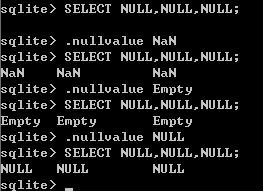 sqlite> SELECT NULL,NULL,NULL;

sqlite> .nullvalue NaN
sqlite> SELECT NULL,NULL,NULL;
NaN    NaN         NaN
sqlite> .nullvalue Empty
sqlite> SELECT NULL,NULL,NULL;
Empty  Empty       Empty
sqlite> .nullvalue NULL
sqlite> SELECT NULL,NULL,NULL;
NULL   NULL        NULL
sqlite> _